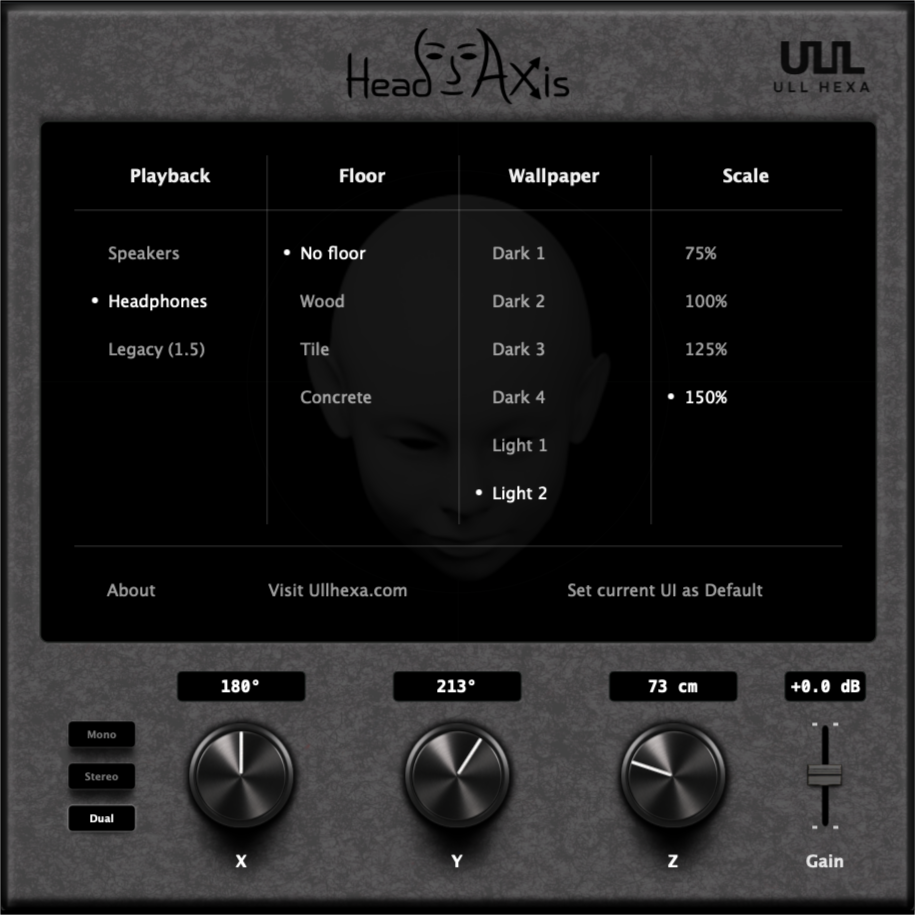 Head Axis
ULL
ULL HEXA
Playback Floor Wallpaper Scale
Speakers • No floor Dark 1 75%
• Headphones Wood Dark 2 100%
Legacy (1.5) Tile Dark 3 125%
Concrete Dark 4 • 150%
Light 1
• Light 2
About Visit Ullhexa.com Set current UI as Default
180° 213° 73 cm +0.0 dB
Mono
Stereo
Dual
X Y Z Gain